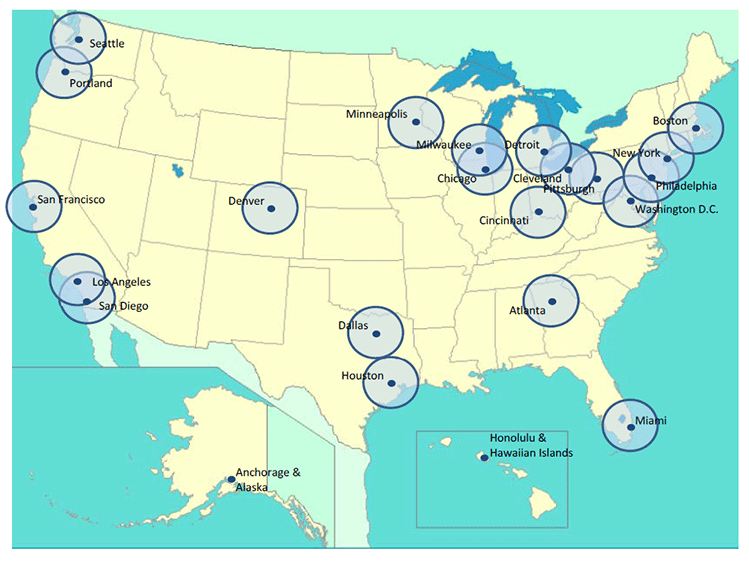 Seattle
Portland
Minneapolis
Boston
Milwaukee
Detroit
New York
Chicago
Cleveland
Pittsburgh
Philadelphia
San Francisco
Denver
Washington D.C.
Cincinnati
Los Angeles
San Diego
Atlanta
Dallas
Houston
Miami
Honolulu &
Hawaiian Islands
Anchorage &
Alaska